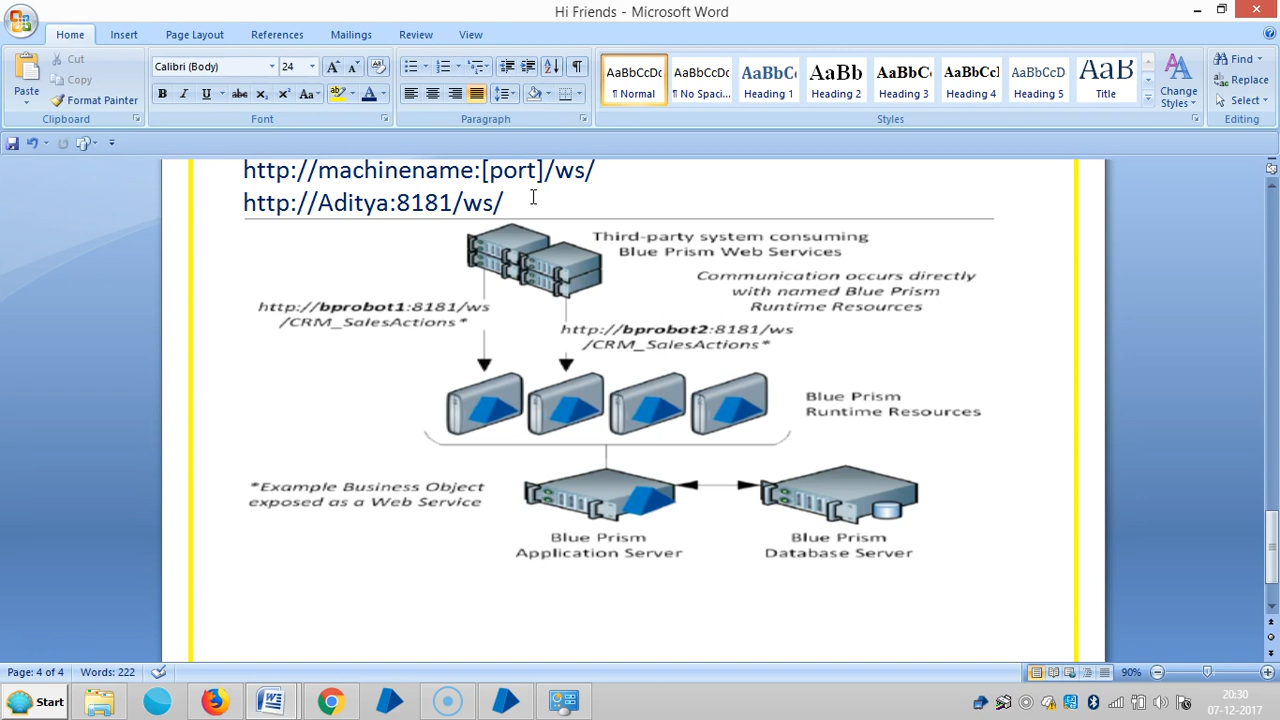 Hi Friends - Microsoft Word
Home
Insert
Page Layout
References
Mailings
Review
View
Paste
Cut
Copy
Format Painter
Clipboard
Calibri (Body)
24
Font
Paragraph
AaBbCcDc
¶ Normal
AaBbCcDc
¶ No Spaci...
AaBbC
Heading 1
AaBb
Heading 2
AaBbC
Heading 3
AaBbCcI
Heading 4
AaBbCcD
Heading 5
AaB
Title
Change
Styles
Styles
Find
Replace
Select
Editing
http://machinename:[port]/ws/
http://Aditya:8181/ws/
Third-party system consuming
Blue Prism Web Services
Communication occurs directly
with named Blue Prism
Runtime Resources
http://bprobot1:8181/ws
/CRM_SalesActions*
http://bprobot2:8181/ws
/CRM_SalesActions*
Blue Prism
Runtime Resources
*Example Business Object
exposed as a Web Service
Blue Prism
Application Server
Blue Prism
Database Server
Page: 4 of 4
Words: 222
90%
Start
20:30
07-12-2017